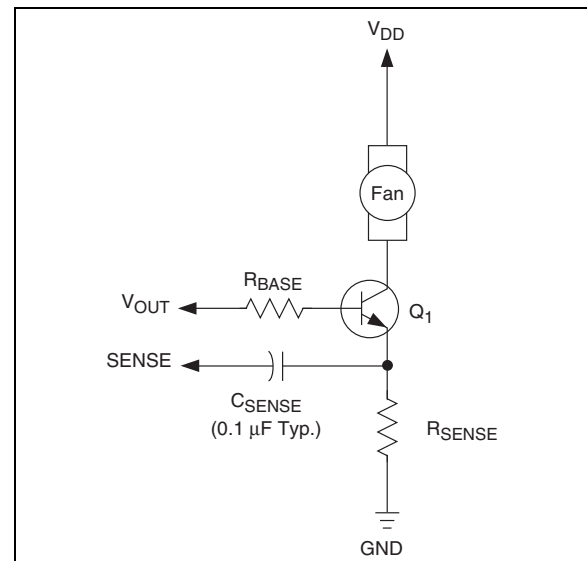 V_DD
Fan
R_BASE
V_OUT
Q_1
SENSE
C_SENSE
(0.1 μF Typ.)
R_SENSE
GND